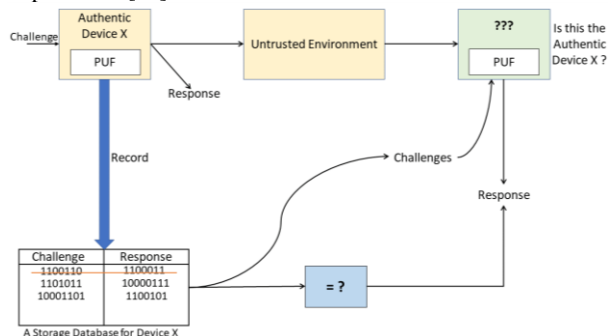 Challenge
Authentic
Device X
PUF
Response
Untrusted Environment
???
PUF
Is this the
Authentic
Device X ?
Record
Challenges
Response
Challenge Response
1100110 1100011
1101011 10000111
10001101 1100101
= ?
A Storage Database for Device X